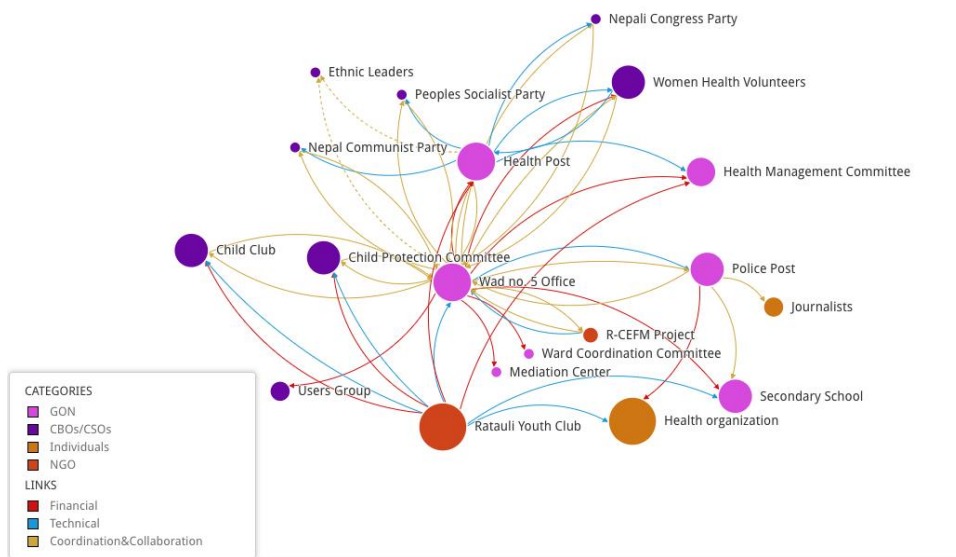 Nepali Congress Party
Ethnic Leaders
Women Health Volunteers
Peoples Socialist Party
Nepal Communist Party
Health Post
Health Management Committee
Child Club
Child Protection Committee
Police Post
Wad no. 5 Office
Journalists
R-CEFM Project
Ward Coordination Committee
Mediation Center
Users Group
Secondary School
Ratauli Youth Club
Health organization
CATEGORIES
GON
CBOs/CSOs
Individuals
NGO
LINKS
Financial
Technical
Coordination&Collaboration